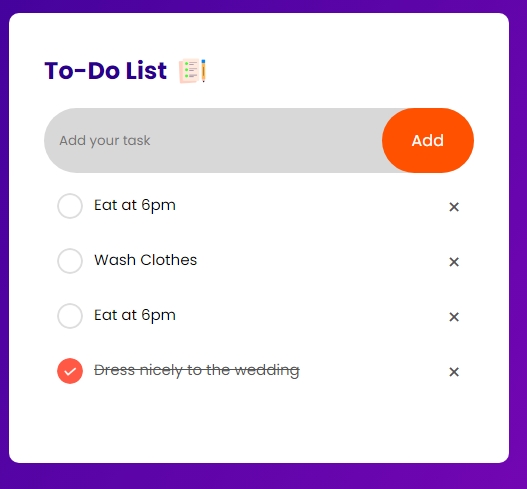 To-Do List
Add your task
Add
Eat at 6pm
Wash Clothes
Eat at 6pm
Dress nicely to the wedding